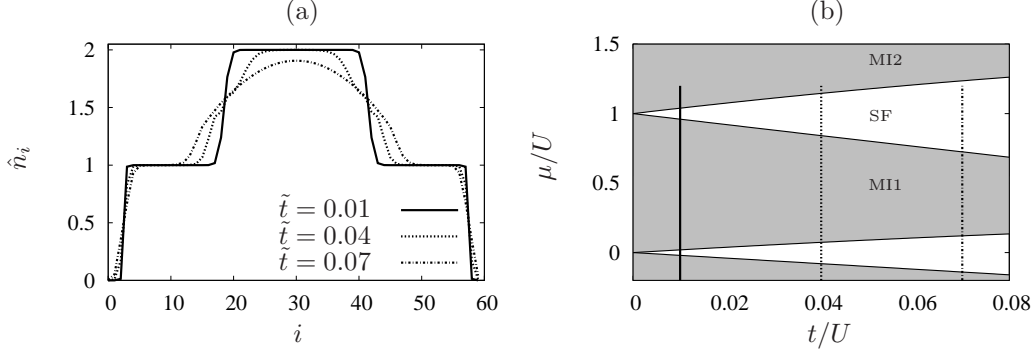 (a)
2
1.5
1
0.5
0
n̂_i
t̃ = 0.01
t̃ = 0.04
t̃ = 0.07
0 10 20 30 40 50 60
i
(b)
1.5
1
0.5
0
μ/U
MI2
SF
MI1
0 0.02 0.04 0.06 0.08
t/U